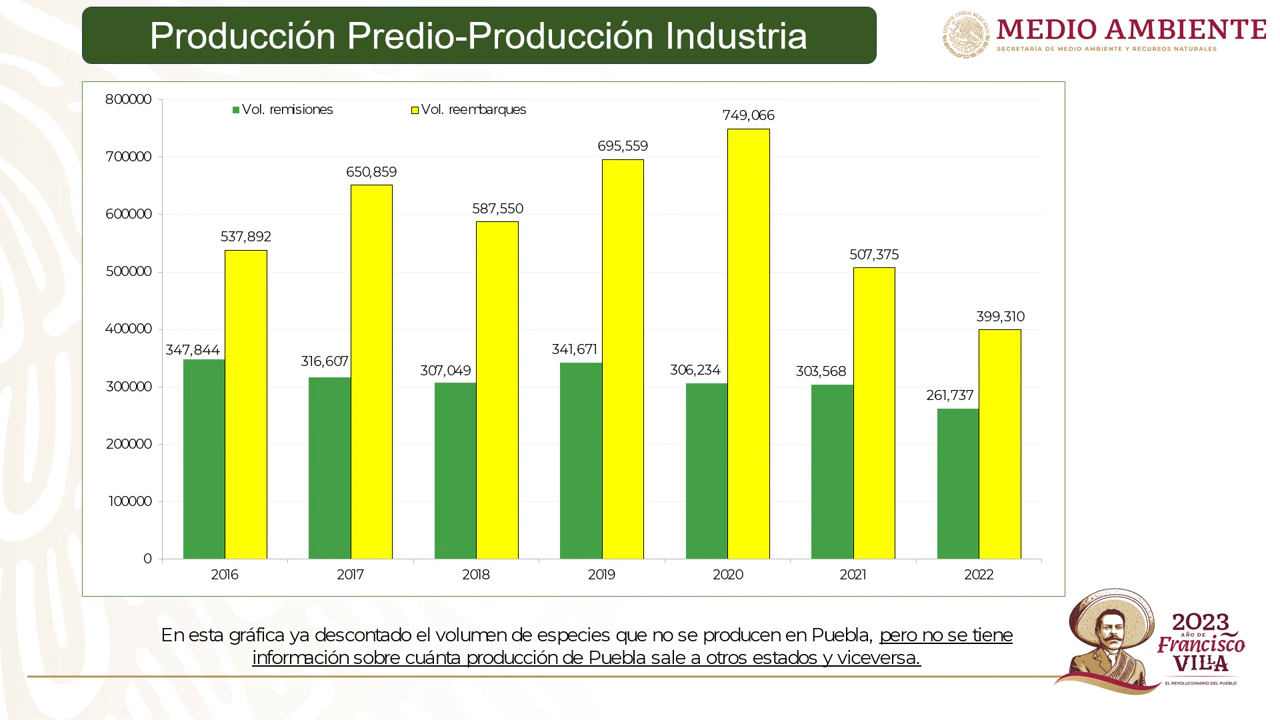 Producción Predio-Producción Industria
MEDIO AMBIENTE
SECRETARÍA DE MEDIO AMBIENTE Y RECURSOS NATURALES
800000
700000
600000
500000
400000
300000
200000
100000
0
Vol. remisiones
Vol. reembarques
347,844
537,892
316,607
650,859
307,049
587,550
341,671
695,559
306,234
749,066
303,568
507,375
261,737
399,310
2016
2017
2018
2019
2020
2021
2022
En esta gráfica ya descontado el volumen de especies que no se producen en Puebla, pero no se tiene
información sobre cuánta producción de Puebla sale a otros estados y viceversa.
2023
AÑO DE
Francisco
VILLA
EL REVOLUCIONARIO DEL PUEBLO